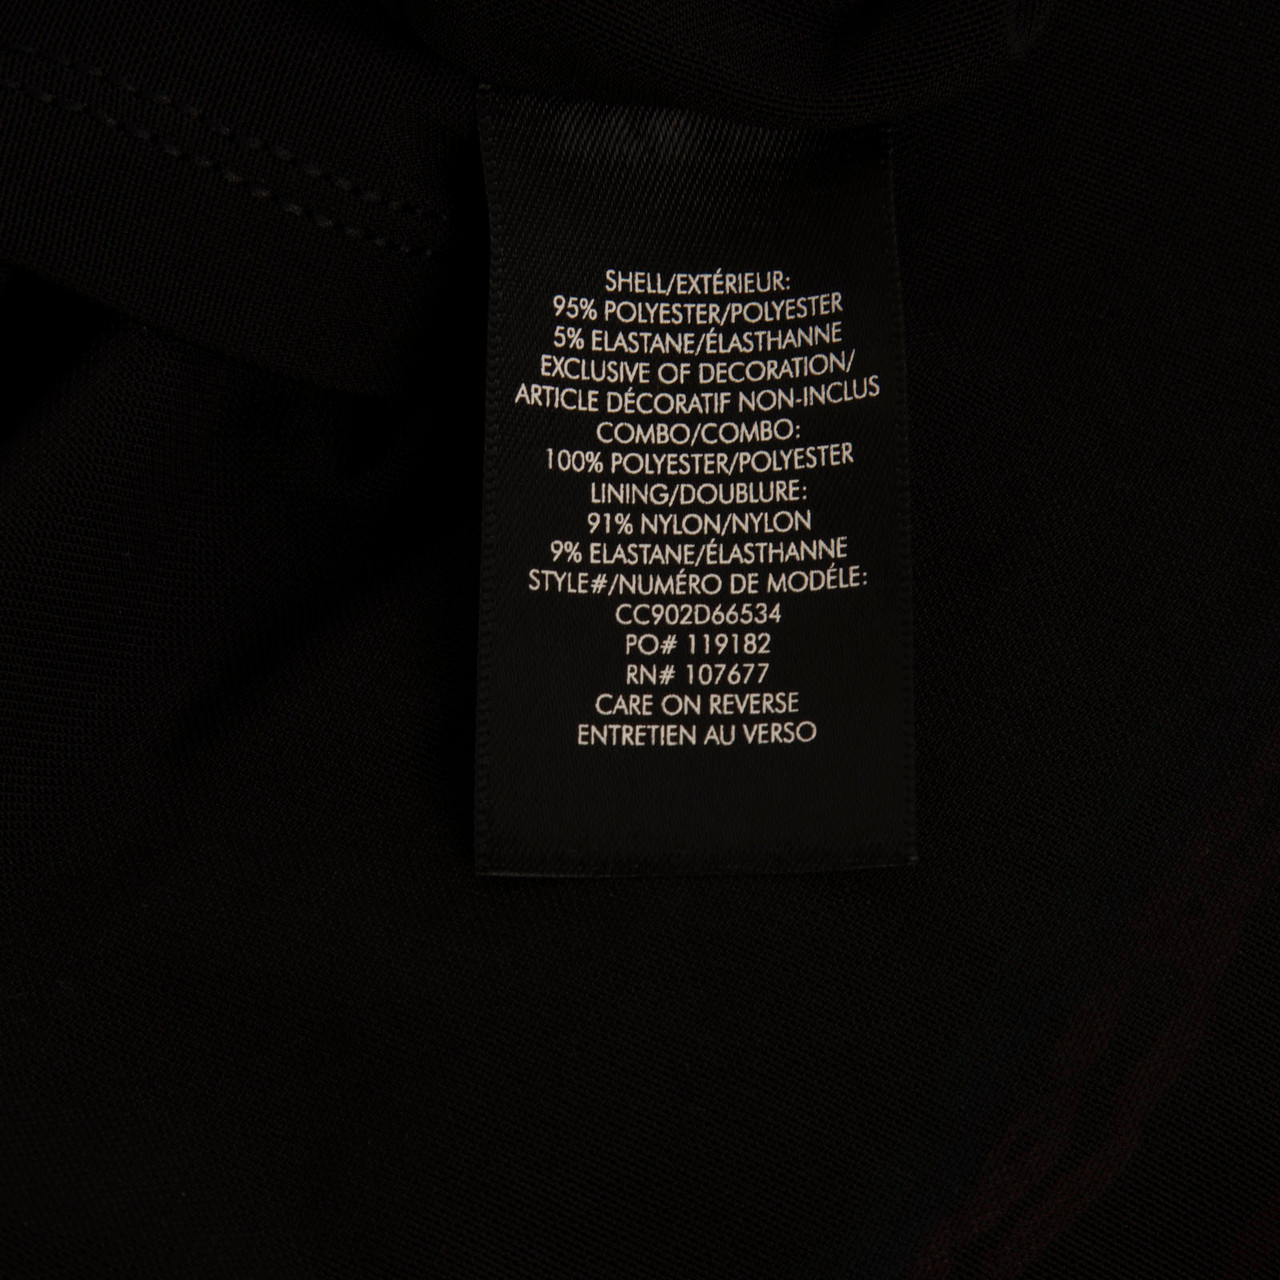 SHELL/EXTÉRIEUR:
95% POLYESTER/POLYESTER
5% ELASTANE/ÉLASTHANNE
EXCLUSIVE OF DECORATION/
ARTICLE DÉCORATIF NON-INCLUS
COMBO/COMBO:
100% POLYESTER/POLYESTER
LINING/DOUBLURE:
91% NYLON/NYLON
9% ELASTANE/ÉLASTHANNE
STYLE#/NUMÉRO DE MODÉLE:
CC902D66534
PO# 119182
RN# 107677
CARE ON REVERSE
ENTRETIEN AU VERSO